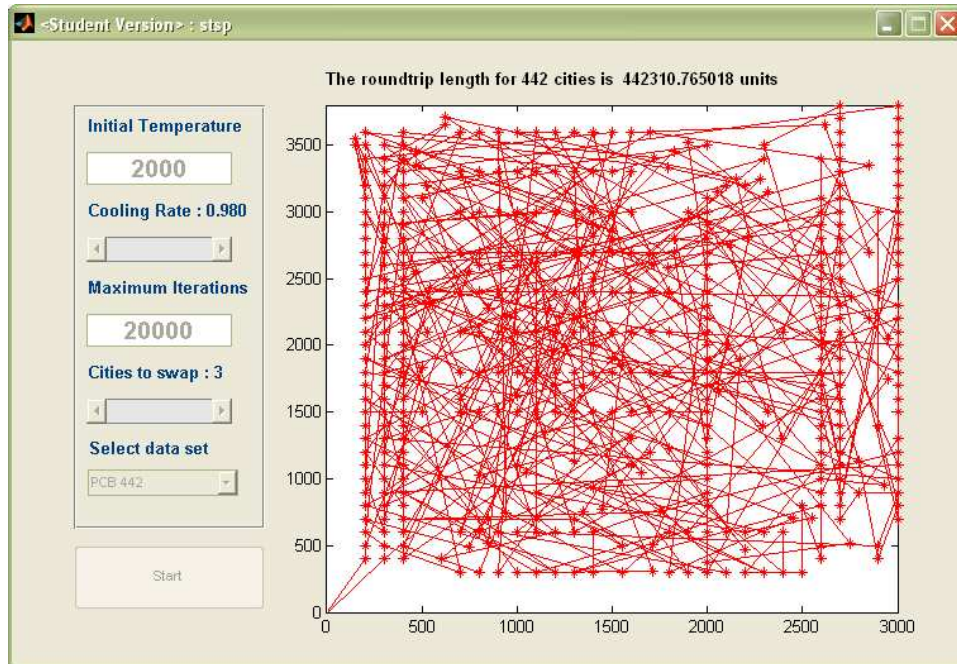 <Student Version> : stsp
The roundtrip length for 442 cities is 442310.765018 units
Initial Temperature
2000
Cooling Rate : 0.980
Maximum Iterations
20000
Cities to swap : 3
Select data set
PCB 442
Start
3500
3000
2500
2000
1500
1000
500
0
0 500 1000 1500 2000 2500 3000